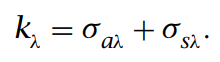 k_λ = σ_{aλ} + σ_{sλ}.